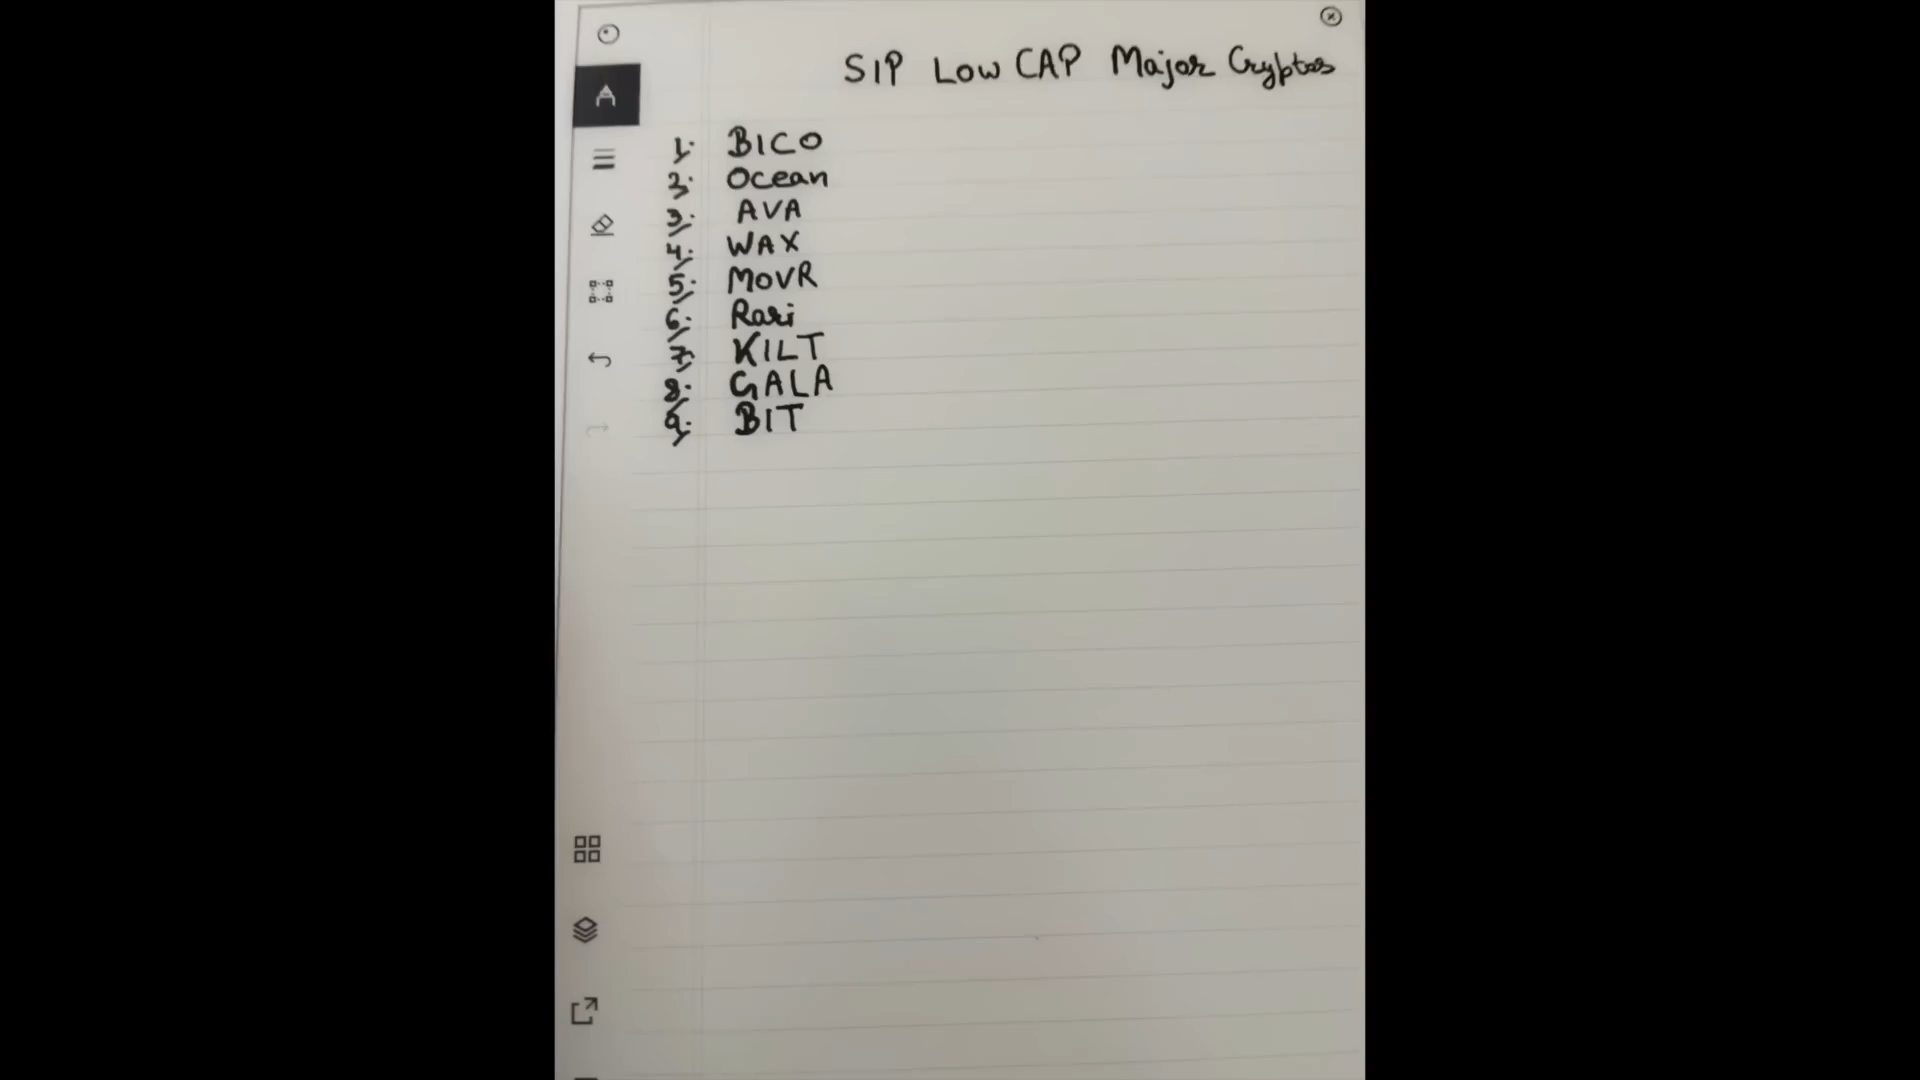 SIP Low CAP Major Cryptos
1. BICO
2. Ocean
3. AVA
4. WAX
5. MOVR
6. Rari
7. KILT
8. GALA
9. BIT